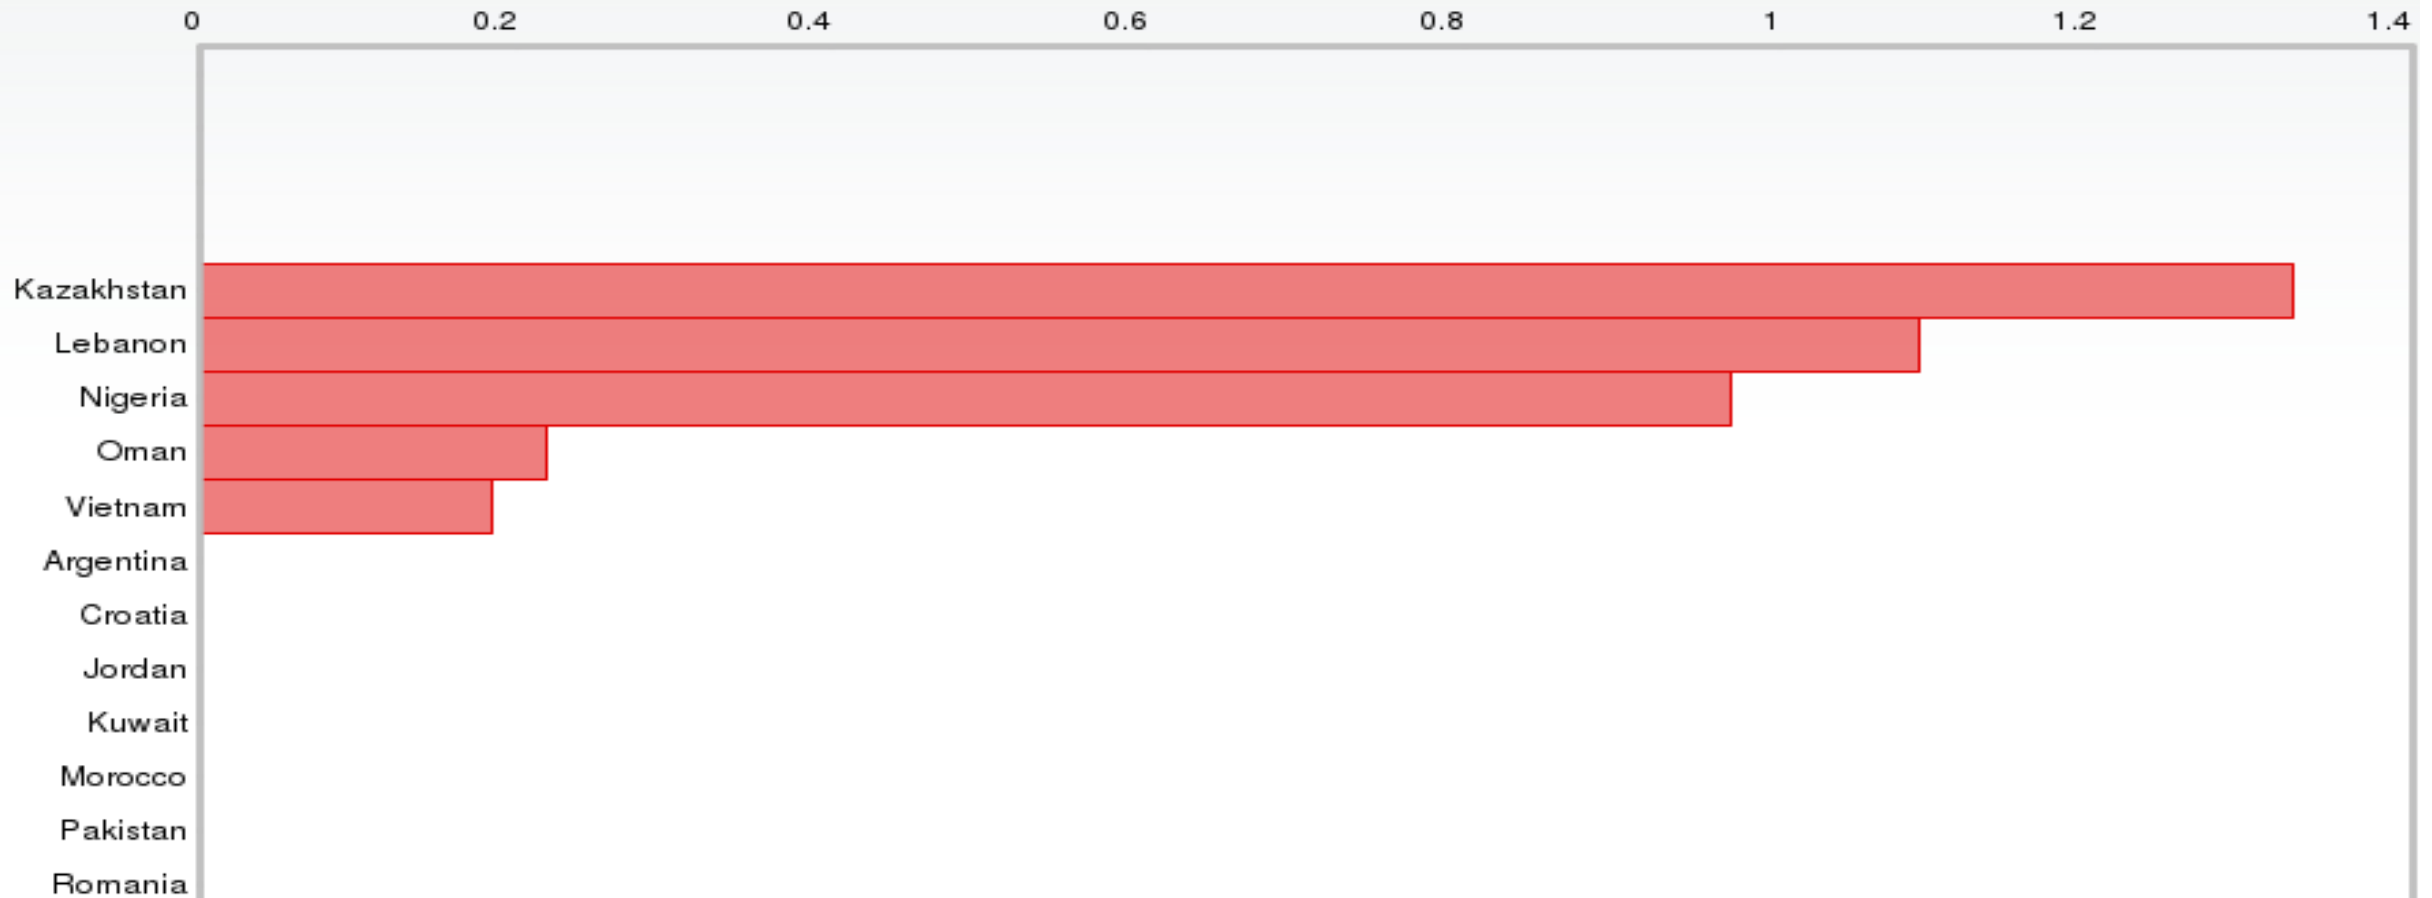 0 0.2 0.4 0.6 0.8 1 1.2 1.4
Kazakhstan
Lebanon
Nigeria
Oman
Vietnam
Argentina
Croatia
Jordan
Kuwait
Morocco
Pakistan
Romania